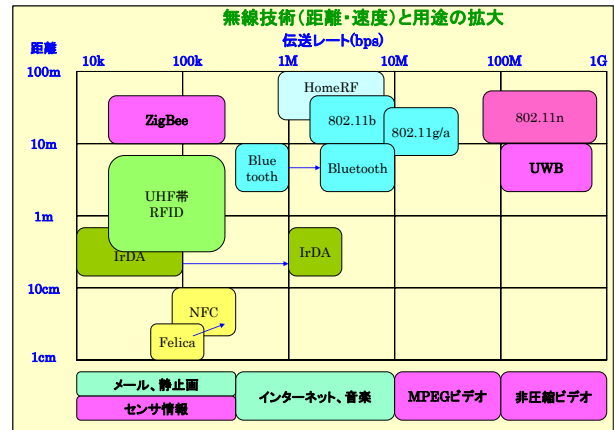 無線技術(距離・速度)と用途の拡大
伝送レート(bps)
距離
10k 100k 1M 10M 100M 1G
100m
HomeRF
ZigBee
802.11b
802.11n
802.11g/a
10m
Blue
tooth
Bluetooth
UWB
UHF帯
RFID
1m
IrDA
IrDA
10cm
NFC
Felica
1cm
メール、静止画
センサ情報
インターネット、音楽
MPEGビデオ
非圧縮ビデオ